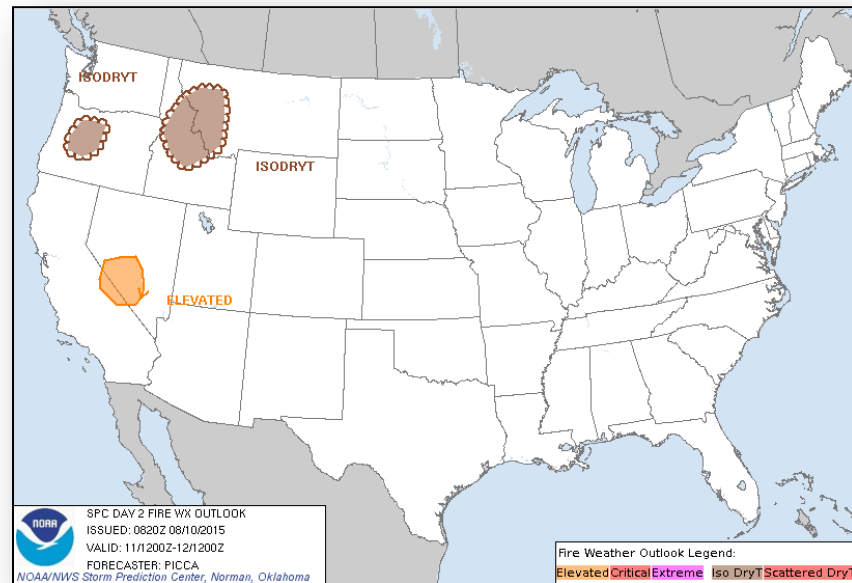 ISODRYT
ISODRYT
ELEVATED
NOAA
SPC DAY 2 FIRE WX OUTLOOK
ISSUED: 0820Z 08/10/2015
VALID: 11/1200Z-12/1200Z
FORECASTER: PICCA
NOAA/NWS Storm Prediction Center, Norman, Oklahoma
Fire Weather Outlook Legend:
Elevated Critical Extreme Iso DryT Scattered DryT